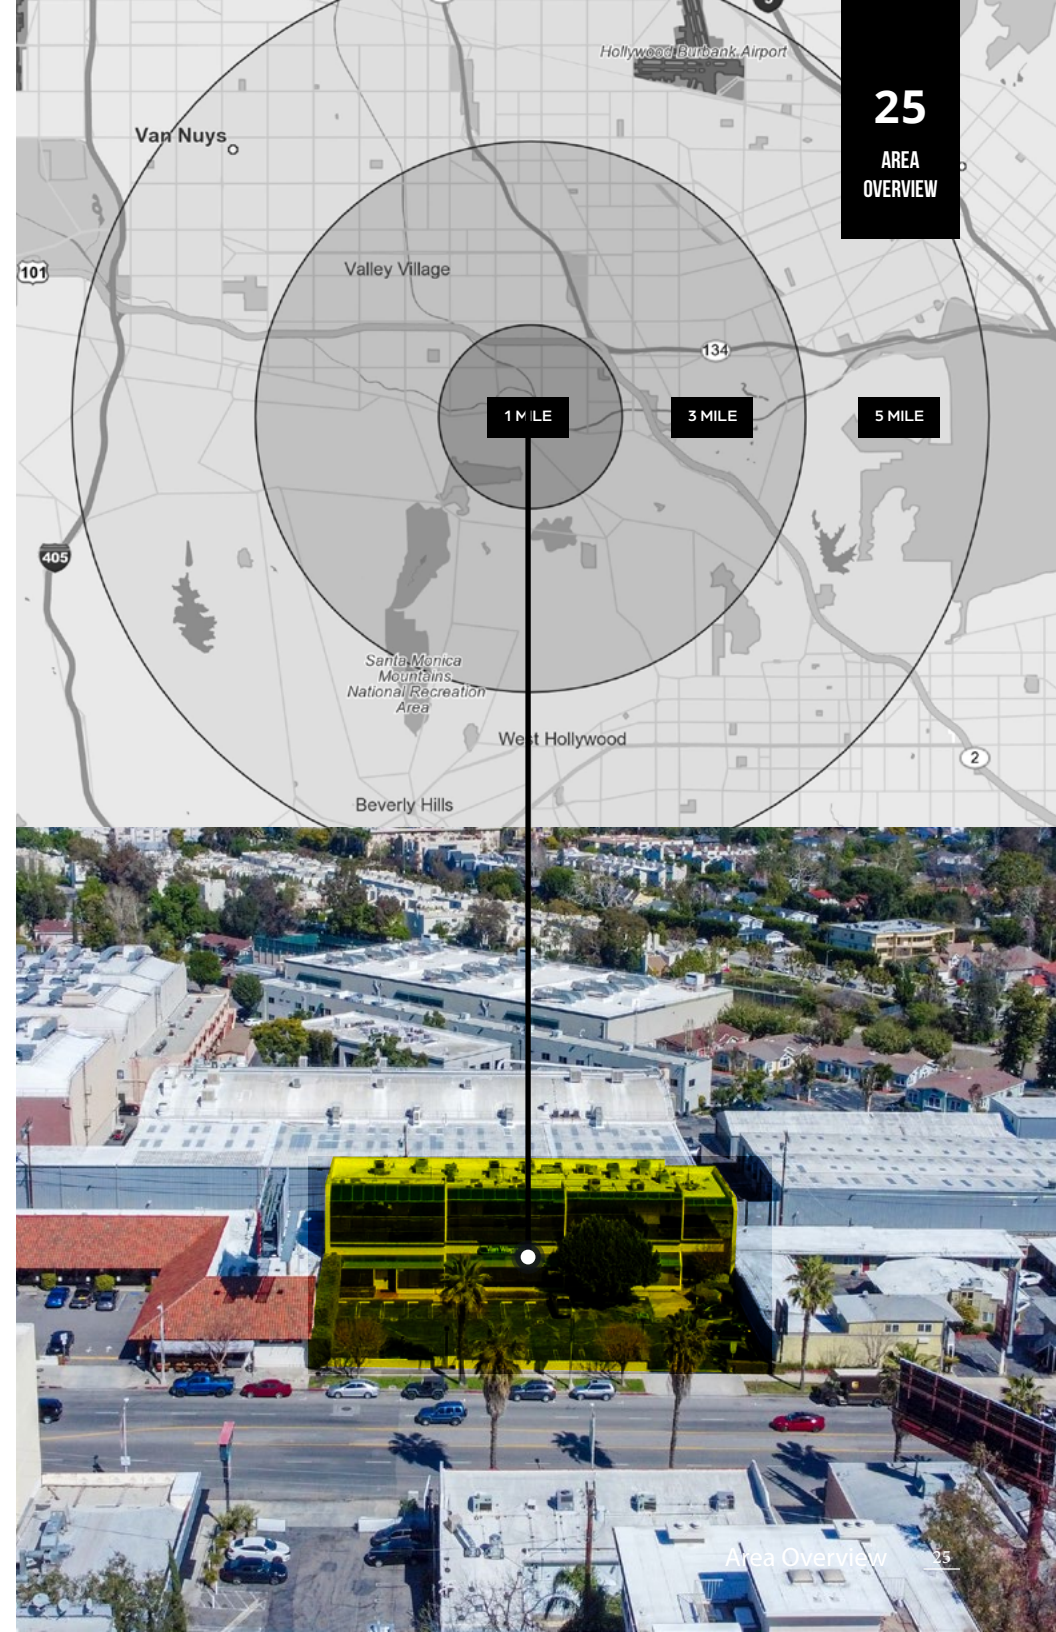 Hollywood Burbank Airport
25
AREA
OVERVIEW
Van Nuys
101
Valley Village
134
1 MILE
3 MILE
5 MILE
405
Santa Monica
Mountains
National Recreation
Area
West Hollywood
2
Beverly Hills
Area Overview 25